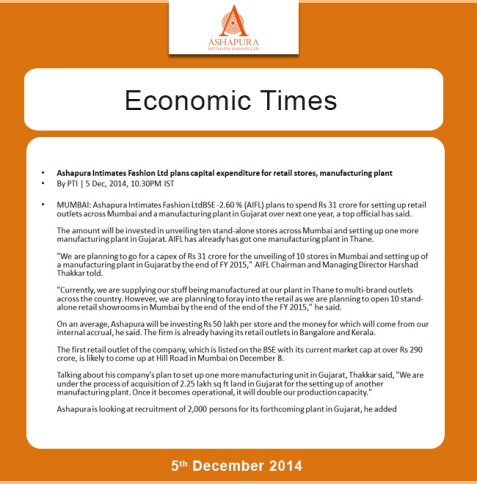 ASHAPURA
INTIMATES FASHION LTD
Economic Times
• Ashapura Intimates Fashion Ltd plans capital expenditure for retail stores, manufacturing plant
• By PTI | 5 Dec, 2014, 10.30PM IST
• MUMBAI: Ashapura Intimates Fashion LtdBSE -2.60 % (AIFL) plans to spend Rs 31 crore for setting up retail
outlets across Mumbai and a manufacturing plant in Gujarat over next one year, a top official has said.
The amount will be invested in unveiling ten stand-alone stores across Mumbai and setting up one more
manufacturing plant in Gujarat. AIFL has already has got one manufacturing plant in Thane.
"We are planning to go for a capex of Rs 31 crore for the unveiling of 10 stores in Mumbai and setting up of
a manufacturing plant in Gujarat by the end of FY 2015," AIFL Chairman and Managing Director Harshad
Thakkar told.
"Currently, we are supplying our stuff being manufactured at our plant in Thane to multi-brand outlets
across the country. However, we are planning to foray into the retail as we are planning to open 10 stand-
alone retail showrooms in Mumbai by the end of the end of the FY 2015," he said.
On an average, Ashapura will be investing Rs 50 lakh per store and the money for which will come from our
internal accrual, he said. The firm is already having its retail outlets in Bangalore and Kerala.
The first retail outlet of the company, which is listed on the BSE with its current market cap at over Rs 290
crore, is likely to come up at Hill Road in Mumbai on December 8.
Talking about his company's plan to set up one more manufacturing unit in Gujarat, Thakkar said, "We are
under the process of acquisition of 2.25 lakh sq ft land in Gujarat for the setting up of another
manufacturing plant. Once it becomes operational, it will double our production capacity."
Ashapura is looking at recruitment of 2,000 persons for its forthcoming plant in Gujarat, he added
5th December 2014